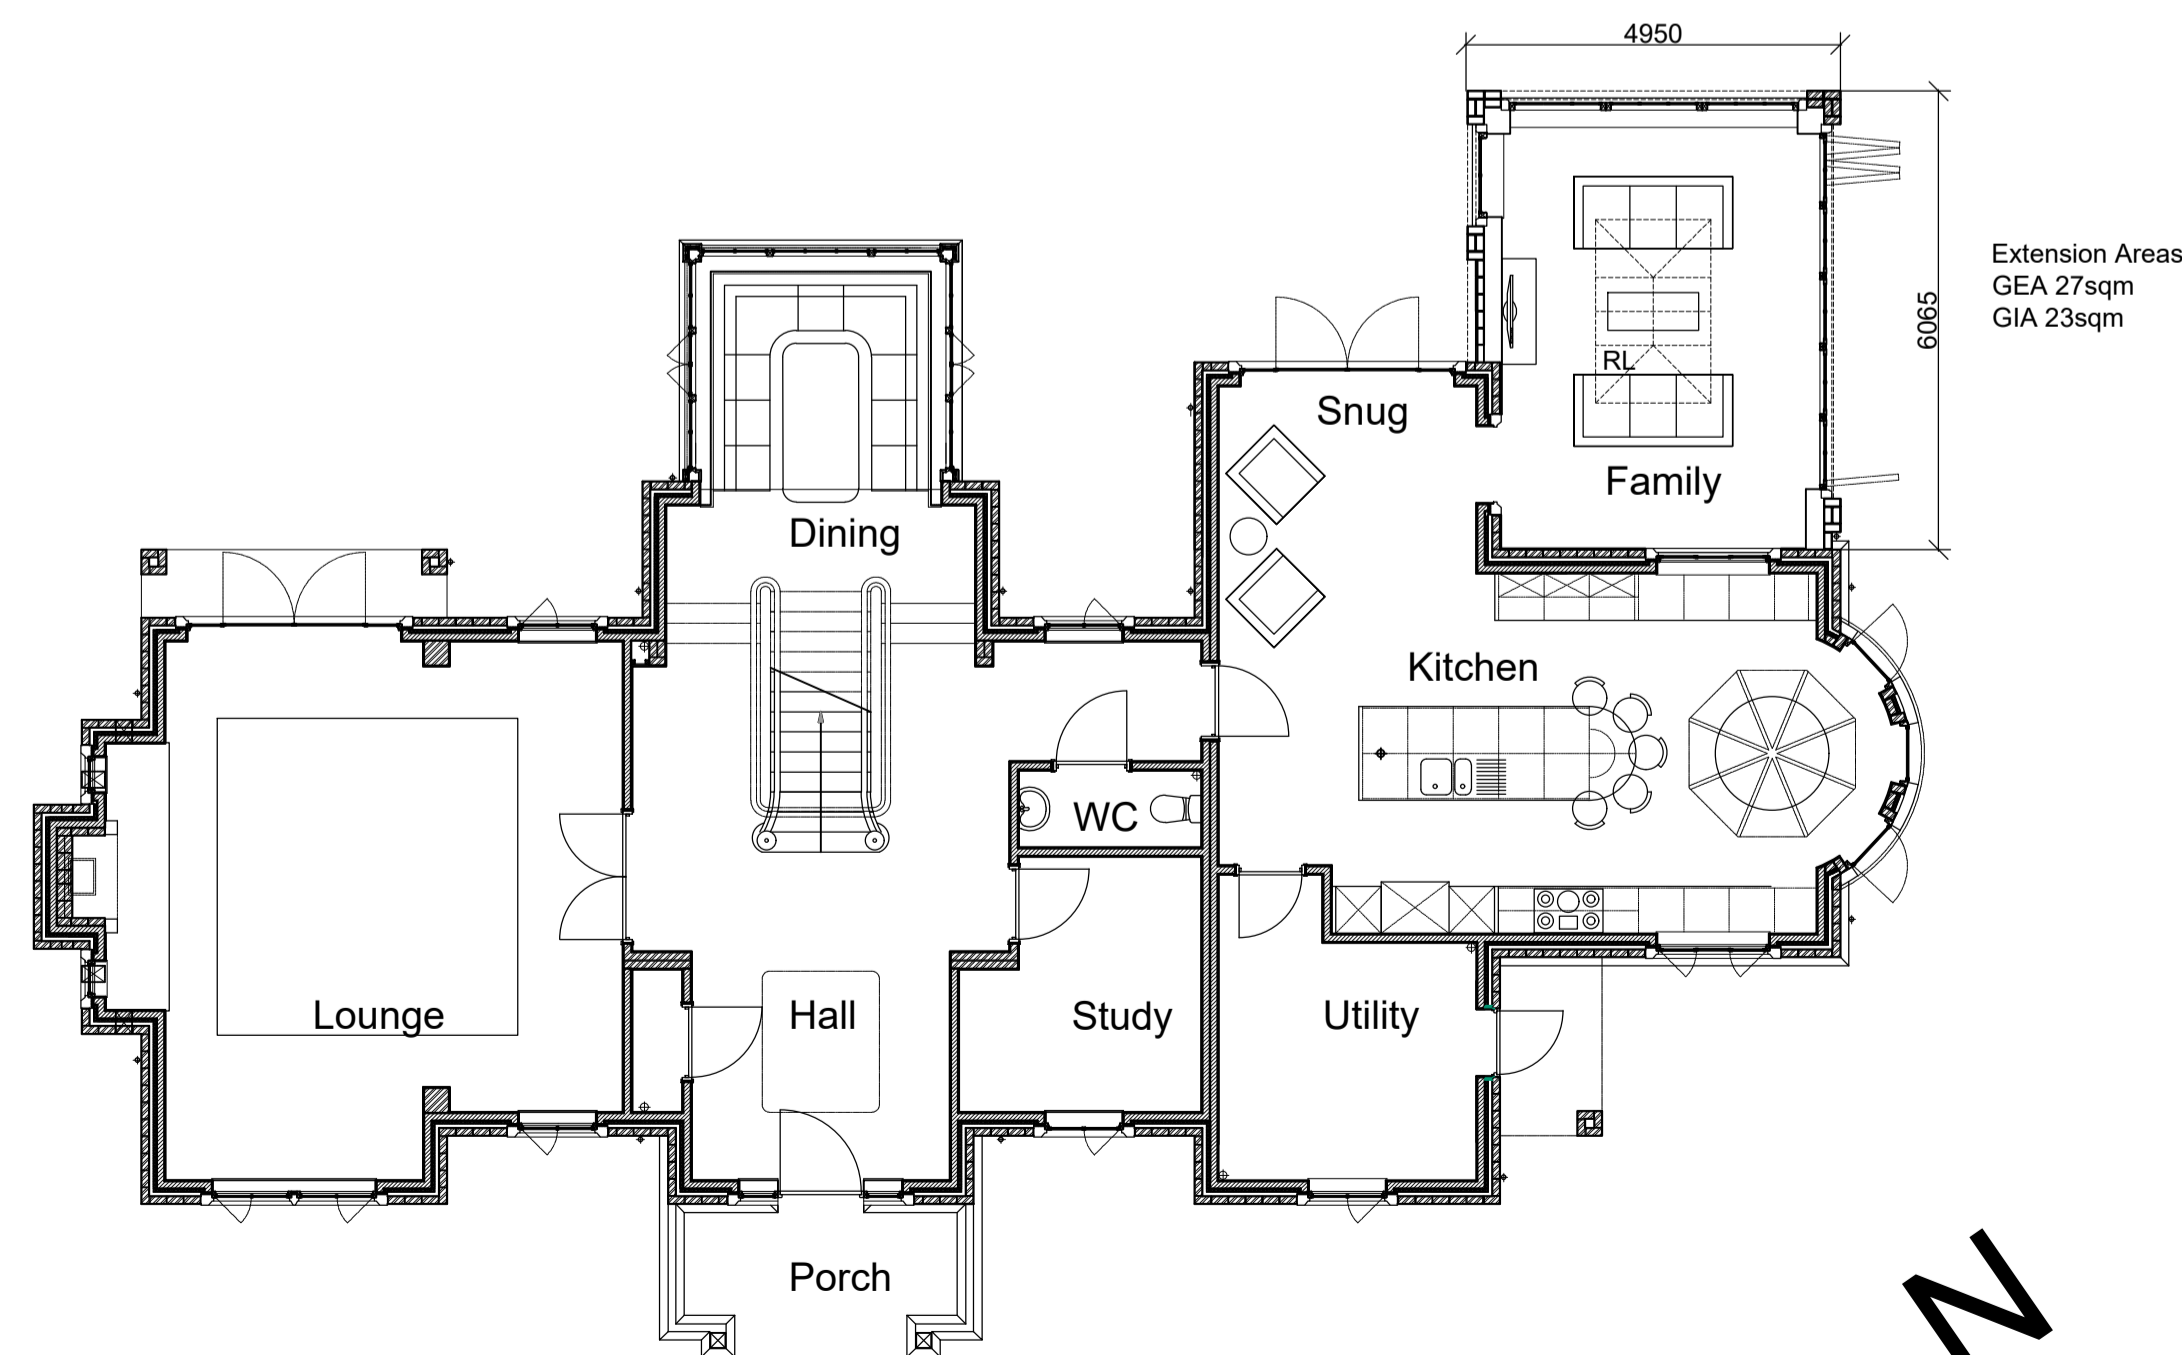 4950
Extension Areas
GEA 27sqm
GIA 23sqm
6065
RL
Snug
Family
Dining
Kitchen
WC
Lounge
Hall
Study
Utility
Porch
N